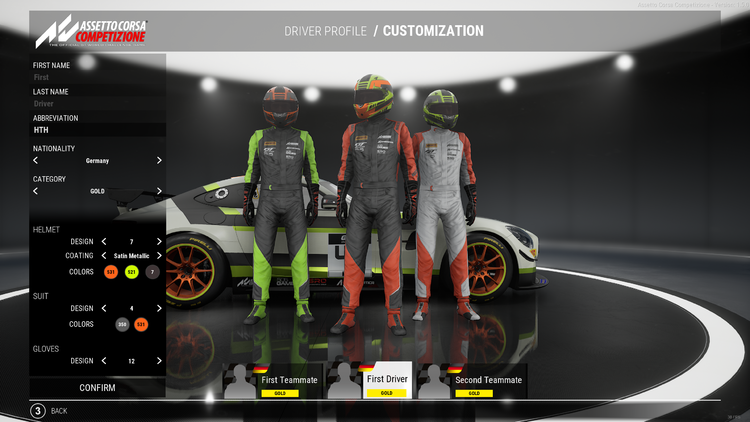 ASSETTO CORSA
COMPETIZIONE
DRIVER PROFILE / CUSTOMIZATION
FIRST NAME
First
LAST NAME
Driver
ABBREVIATION
HTH
NATIONALITY
< Germany >
CATEGORY
< GOLD >
HELMET
DESIGN < 7 >
COATING < Satin Metallic >
COLORS 531 521 7
SUIT
DESIGN < 4 >
COLORS 350 531
GLOVES
DESIGN < 12 >
CONFIRM
First Teammate
GOLD
First Driver
GOLD
Second Teammate
GOLD
3 BACK